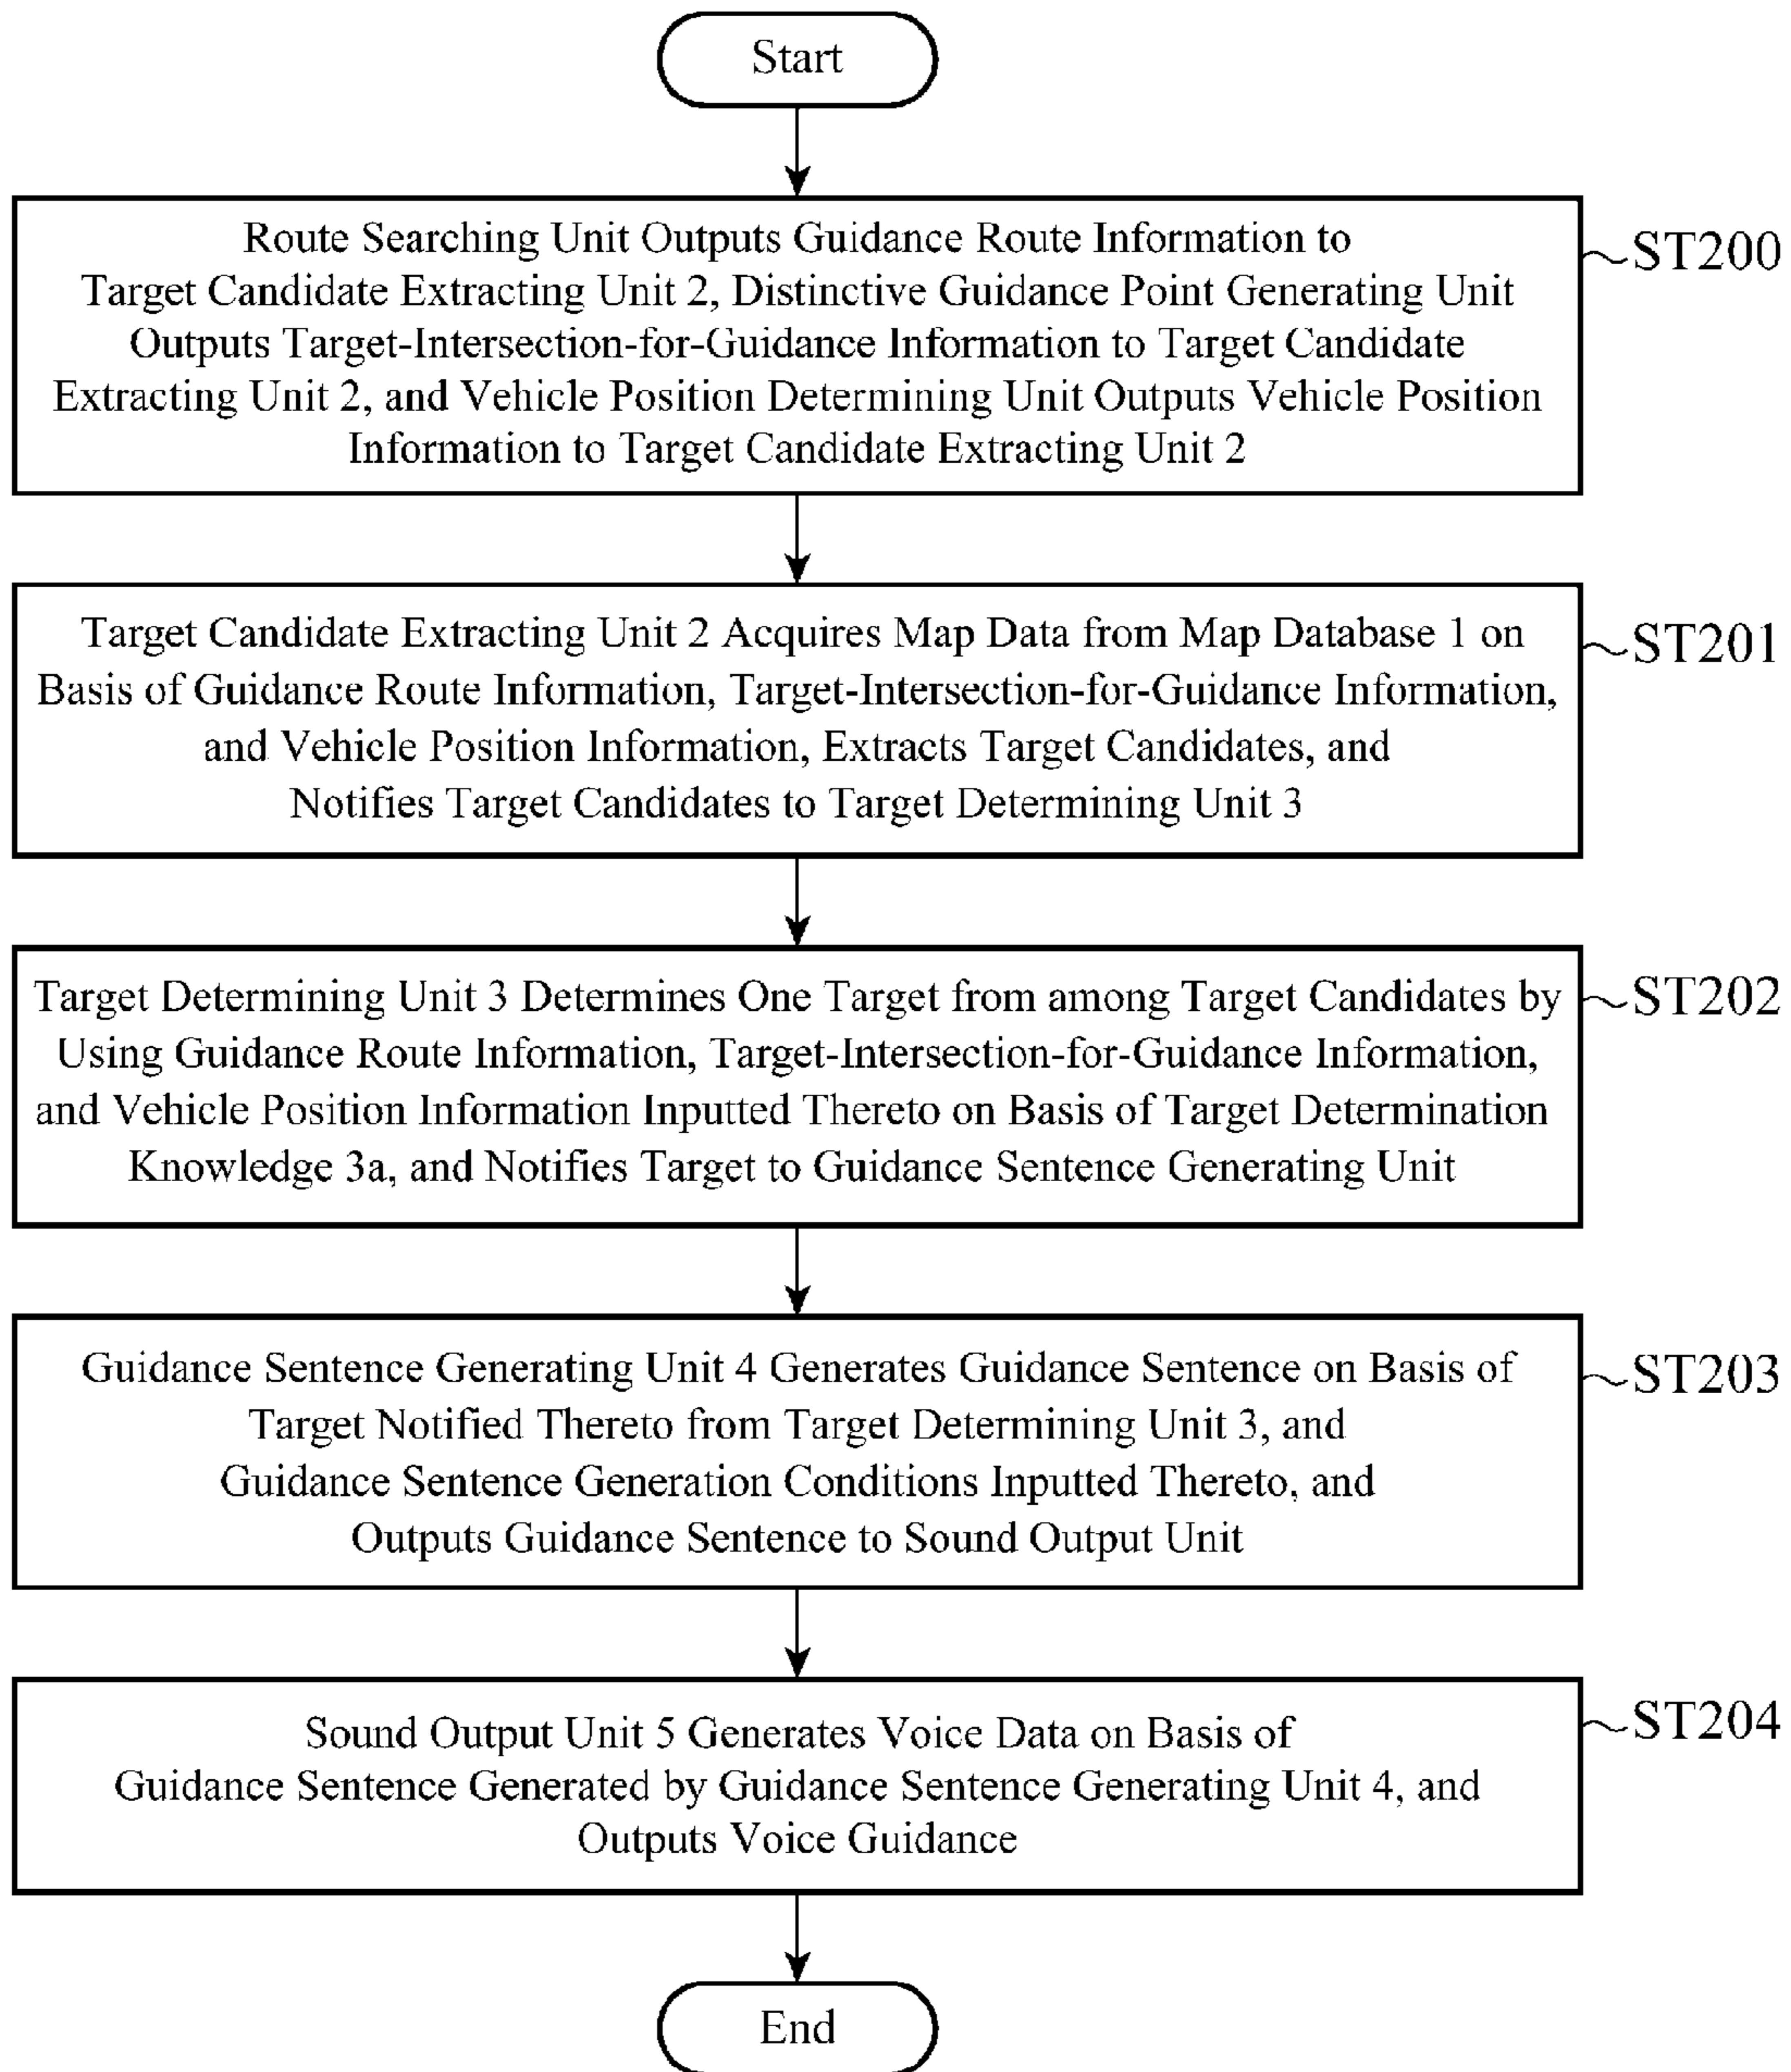 Start
Route Searching Unit Outputs Guidance Route Information to
Target Candidate Extracting Unit 2, Distinctive Guidance Point Generating Unit
Outputs Target-Intersection-for-Guidance Information to Target Candidate
Extracting Unit 2, and Vehicle Position Determining Unit Outputs Vehicle Position
Information to Target Candidate Extracting Unit 2
ST200
Target Candidate Extracting Unit 2 Acquires Map Data from Map Database 1 on
Basis of Guidance Route Information, Target-Intersection-for-Guidance Information,
and Vehicle Position Information, Extracts Target Candidates, and
Notifies Target Candidates to Target Determining Unit 3
ST201
Target Determining Unit 3 Determines One Target from among Target Candidates by
Using Guidance Route Information, Target-Intersection-for-Guidance Information,
and Vehicle Position Information Inputted Thereto on Basis of Target Determination
Knowledge 3a, and Notifies Target to Guidance Sentence Generating Unit
ST202
Guidance Sentence Generating Unit 4 Generates Guidance Sentence on Basis of
Target Notified Thereto from Target Determining Unit 3, and
Guidance Sentence Generation Conditions Inputted Thereto, and
Outputs Guidance Sentence to Sound Output Unit
ST203
Sound Output Unit 5 Generates Voice Data on Basis of
Guidance Sentence Generated by Guidance Sentence Generating Unit 4, and
Outputs Voice Guidance
ST204
End